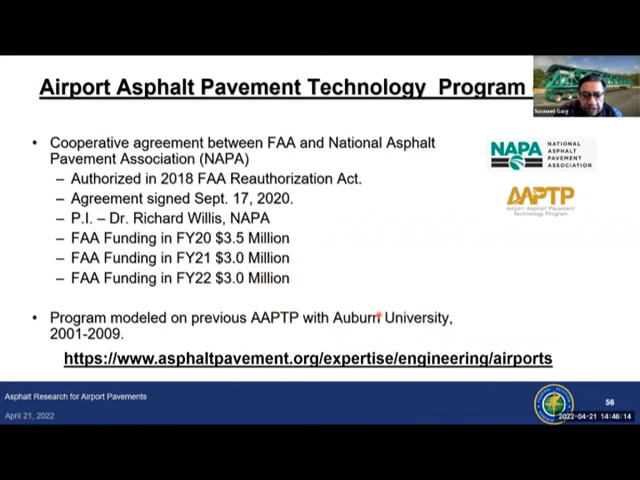 Airport Asphalt Pavement Technology Program
Navneet Garg
• Cooperative agreement between FAA and National Asphalt
Pavement Association (NAPA)
– Authorized in 2018 FAA Reauthorization Act.
– Agreement signed Sept. 17, 2020.
– P.I. – Dr. Richard Willis, NAPA
– FAA Funding in FY20 $3.5 Million
– FAA Funding in FY21 $3.0 Million
– FAA Funding in FY22 $3.0 Million
NAPA
NATIONAL
ASPHALT
PAVEMENT
ASSOCIATION
AAPTP
Airport Asphalt Pavement
Technology Program
• Program modeled on previous AAPTP with Auburn University,
2001-2009.
https://www.asphaltpavement.org/expertise/engineering/airports
Asphalt Research for Airport Pavements
April 21, 2022
56
2022-04-21 14:46:14